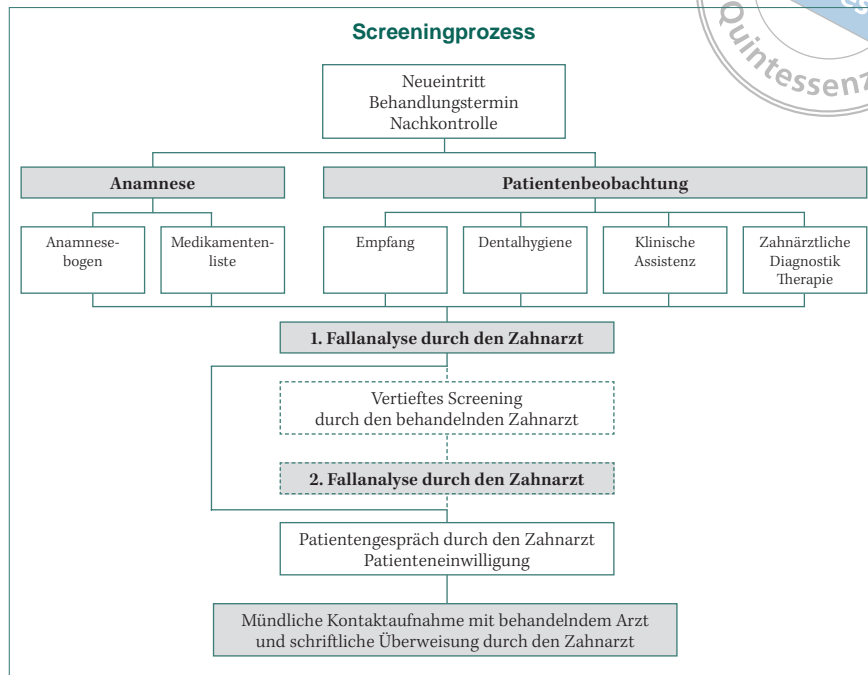 Screeningprozess
Neueintritt
Behandlungstermin
Nachkontrolle
Anamnese
Patientenbeobachtung
Anamnese-
bogen
Medikamenten-
liste
Empfang
Dentalhygiene
Klinische
Assistenz
Zahnärztliche
Diagnostik
Therapie
1. Fallanalyse durch den Zahnarzt
Vertieftes Screening
durch den behandelnden Zahnarzt
2. Fallanalyse durch den Zahnarzt
Patientengespräch durch den Zahnarzt
Patienteneinwilligung
Mündliche Kontaktaufnahme mit behandelndem Arzt
und schriftliche Überweisung durch den Zahnarzt
Quintessenz